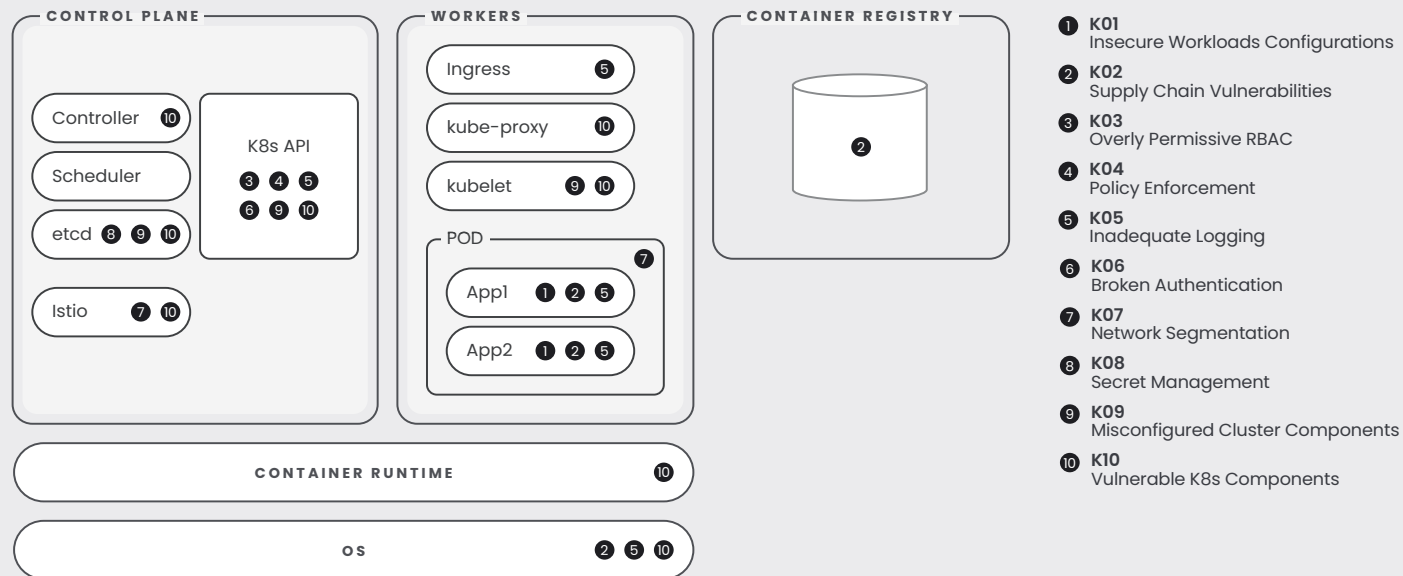 CONTROL PLANE
Controller 10
Scheduler
etcd 8 9 10
Istio 7 10
K8s API
3 4 5
6 9 10
WORKERS
Ingress 5
kube-proxy 10
kubelet 9 10
POD
7
App1 1 2 5
App2 1 2 5
CONTAINER REGISTRY
2
CONTAINER RUNTIME 10
OS 2 5 10
1 K01
Insecure Workloads Configurations
2 K02
Supply Chain Vulnerabilities
3 K03
Overly Permissive RBAC
4 K04
Policy Enforcement
5 K05
Inadequate Logging
6 K06
Broken Authentication
7 K07
Network Segmentation
8 K08
Secret Management
9 K09
Misconfigured Cluster Components
10 K10
Vulnerable K8s Components